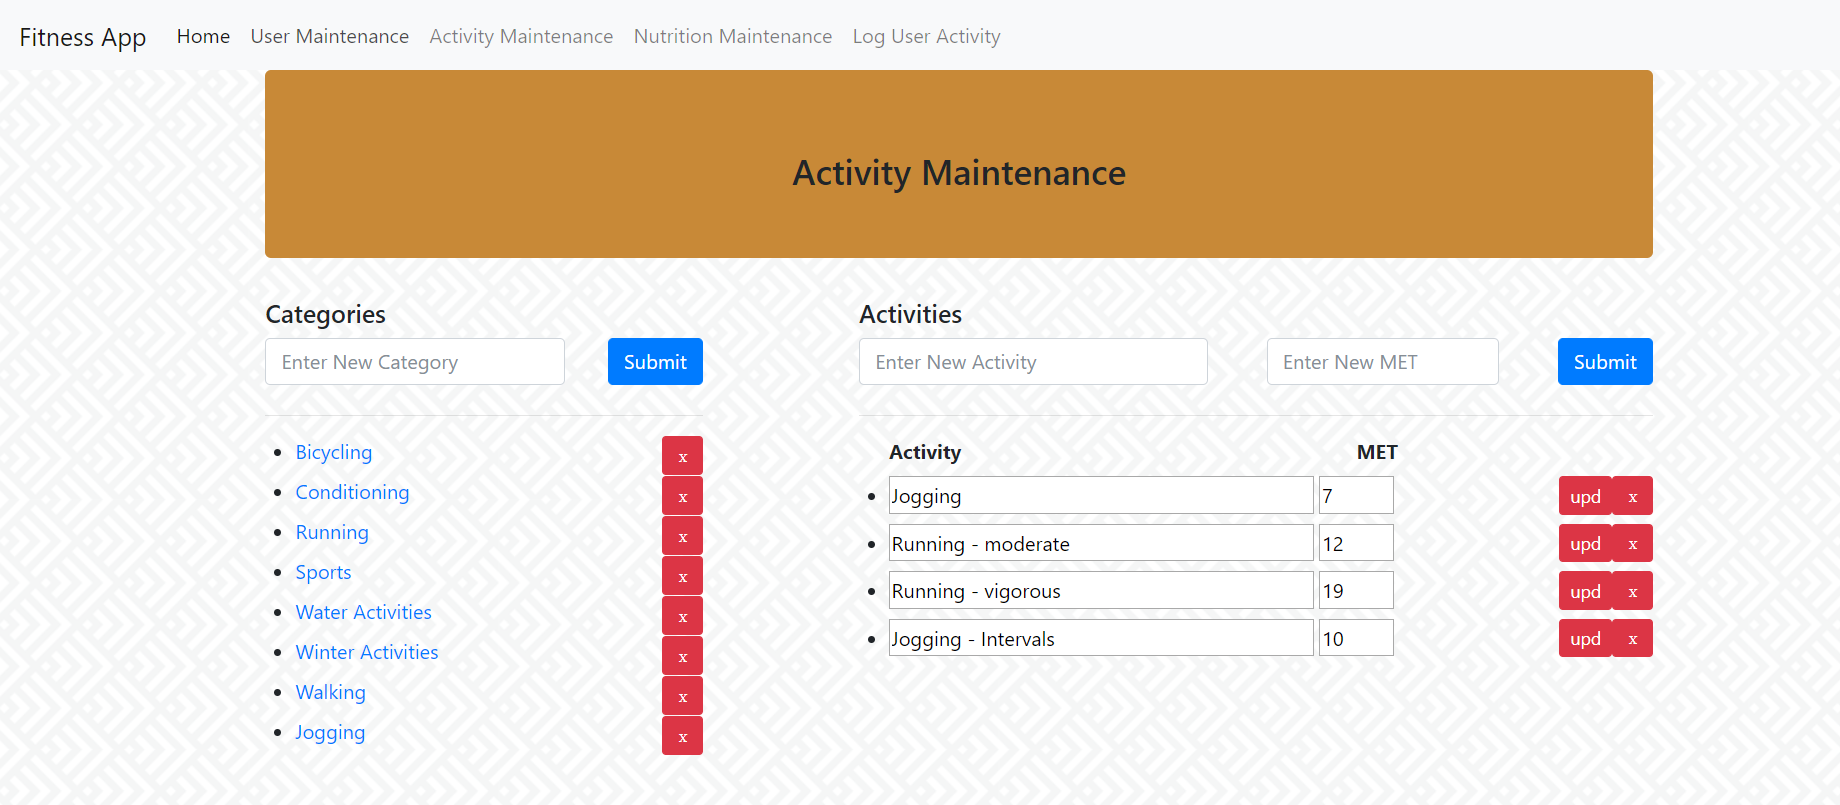 Fitness App Home User Maintenance Activity Maintenance Nutrition Maintenance Log User Activity
Activity Maintenance
Categories
Enter New Category Submit
Bicycling x
Conditioning x
Running x
Sports x
Water Activities x
Winter Activities x
Walking x
Jogging x
Activities
Enter New Activity Enter New MET Submit
Activity MET
Jogging 7 upd x
Running - moderate 12 upd x
Running - vigorous 19 upd x
Jogging - Intervals 10 upd x